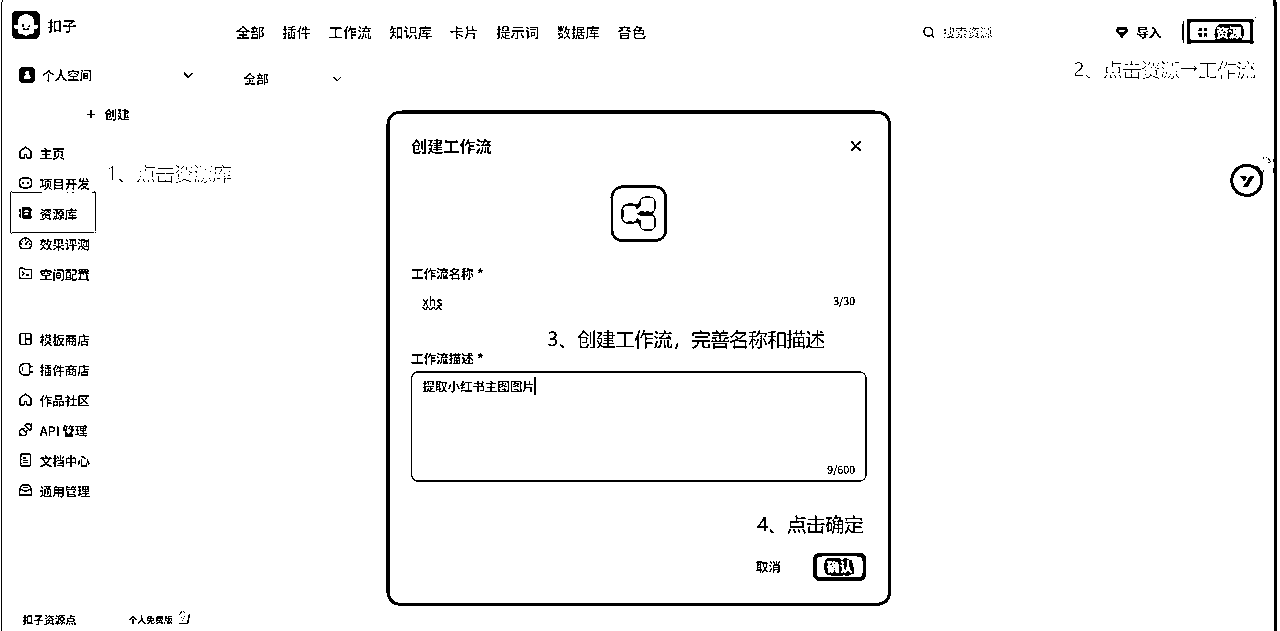 扣子
全部 插件 工作流 知识库 卡片 提示词 数据库 音色
搜索资源
导入
资源
个人空间
全部
2、点击资源→工作流
+ 创建
创建工作流
主页
1、点击资源库
项目开发
资源库
效果评测
空间配置
工作流名称 *
xhs
3/30
3、创建工作流，完善名称和描述
模板商店
工作流描述 *
插件商店
提取小红书主图图片
作品社区
API 管理
文档中心
9/600
通用管理
4、点击确定
取消
确认
扣子资源点
个人免费版